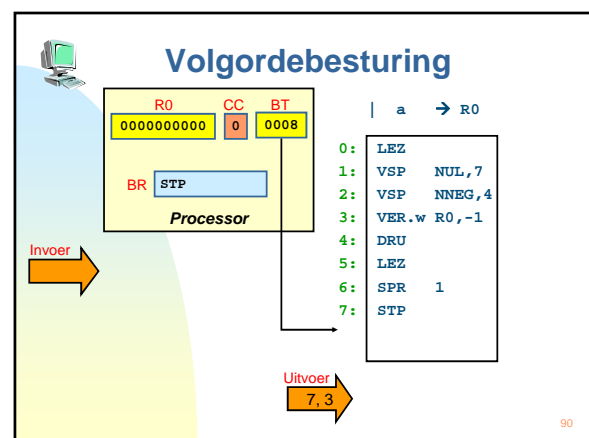 Volgordebesturing
R0 CC BT
0000000000 0 0008
BR STP
Processor
Invoer
| a → R0
0: LEZ
1: VSP NUL,7
2: VSP NNEG,4
3: VER.w R0,-1
4: DRU
5: LEZ
6: SPR 1
7: STP
Uitvoer
7, 3
90